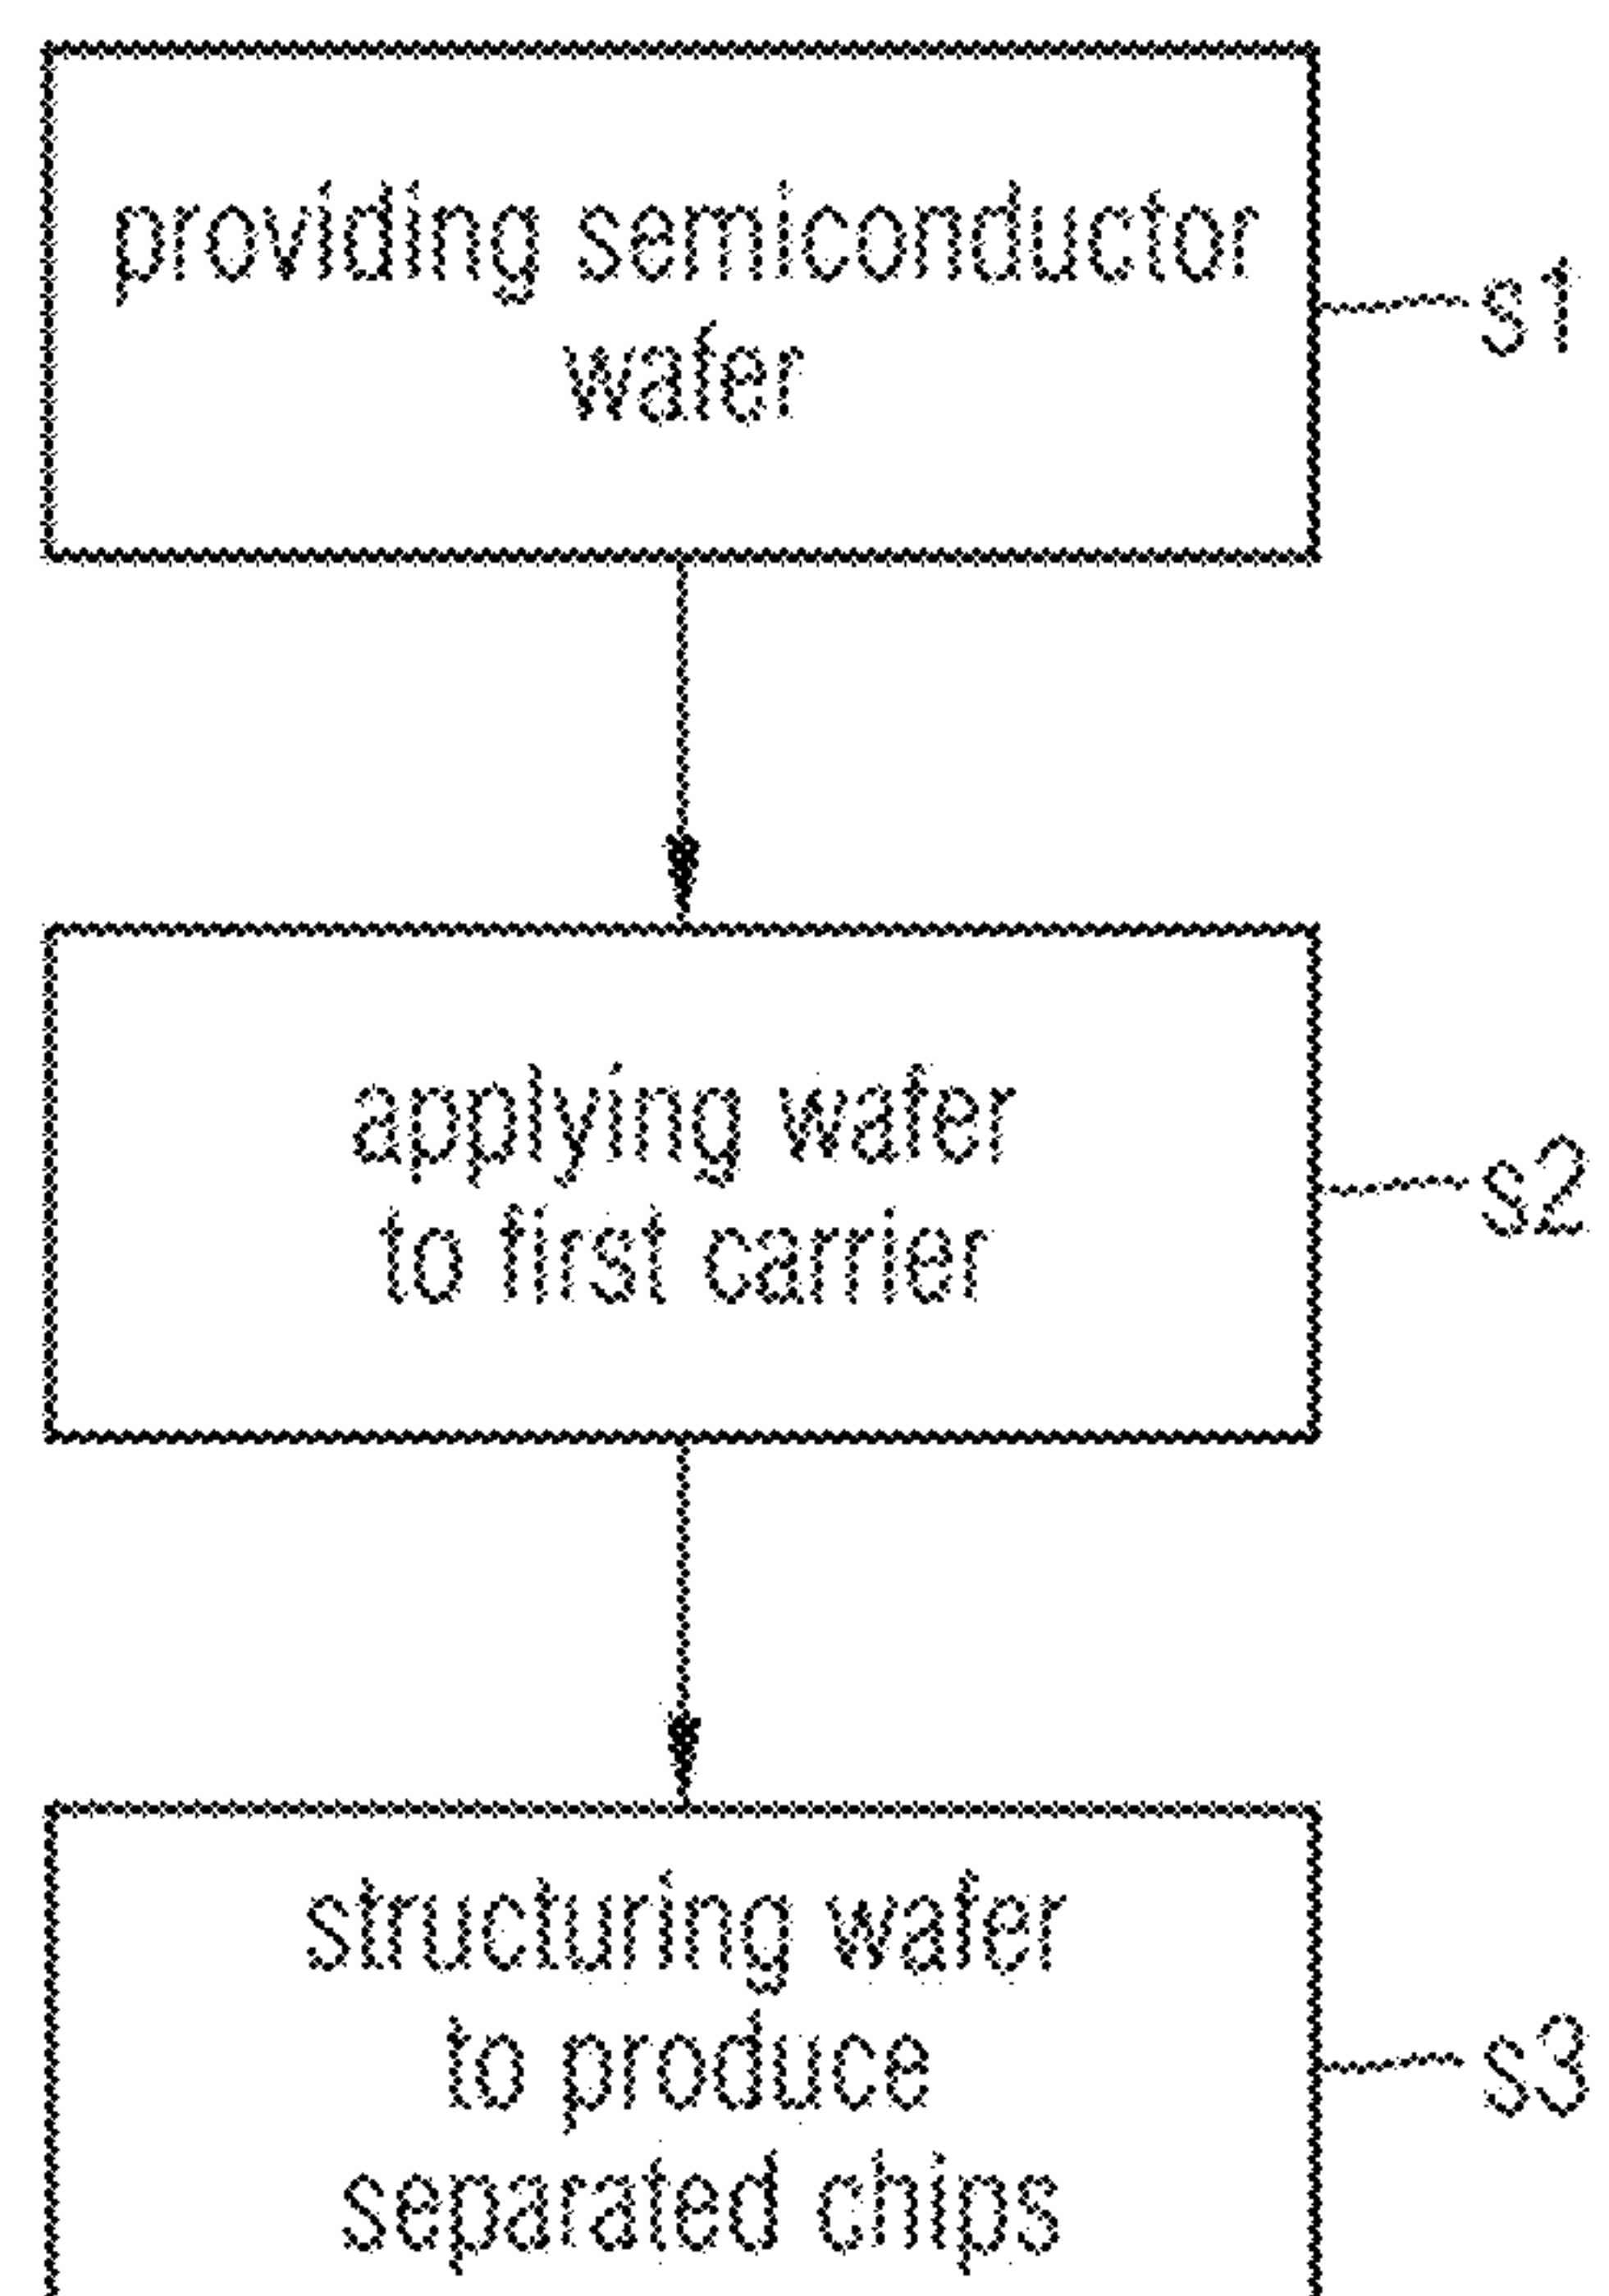 providing semiconductor
wafer
s1
applying wafer
to first carrier
s2
structuring wafer
to produce
separated chips
s3